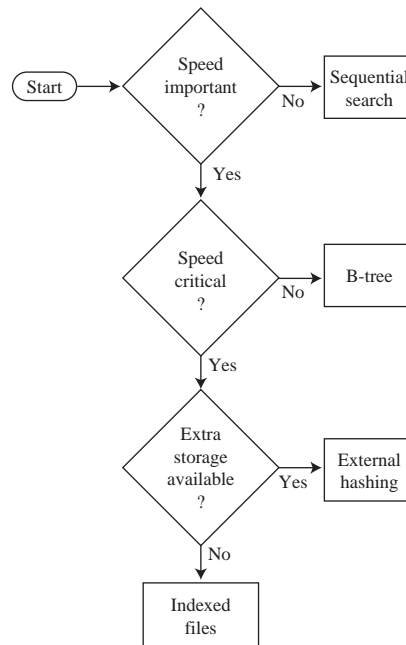 Start
Speed
important
?
No
Sequential
search
Yes
Speed
critical
?
No
B-tree
Yes
Extra
storage
available
?
Yes
External
hashing
No
Indexed
files